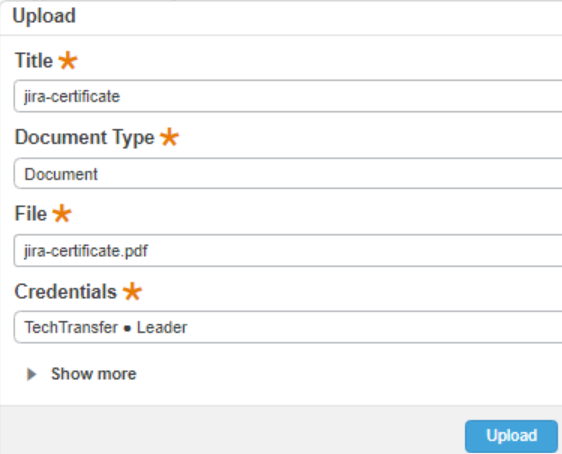 Upload
Title *
jira-certificate
Document Type *
Document
File *
jira-certificate.pdf
Credentials *
TechTransfer ● Leader
Show more
Upload